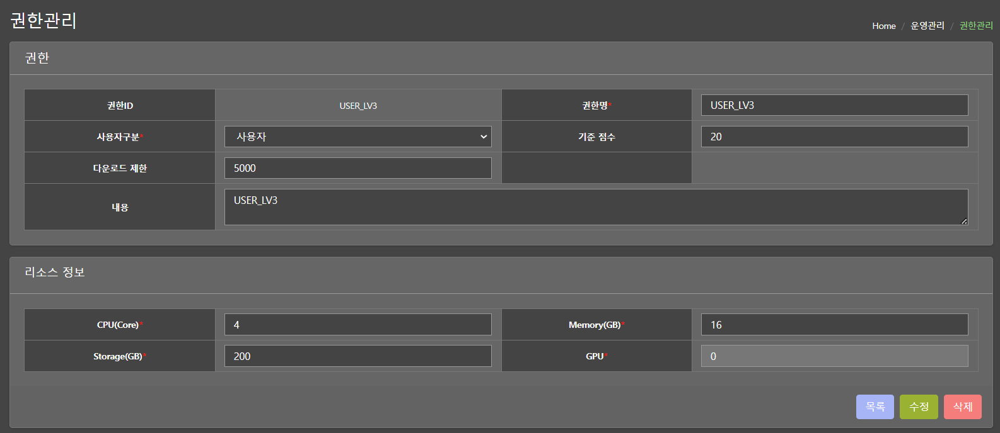 권한관리
Home / 운영관리 / 권한관리
권한
권한ID USER_LV3 권한명* USER_LV3
사용자구분* 사용자 기준 점수 20
다운로드 제한 5000
내용 USER_LV3
리소스 정보
CPU(Core)* 4 Memory(GB)* 16
Storage(GB)* 200 GPU* 0
목록 수정 삭제